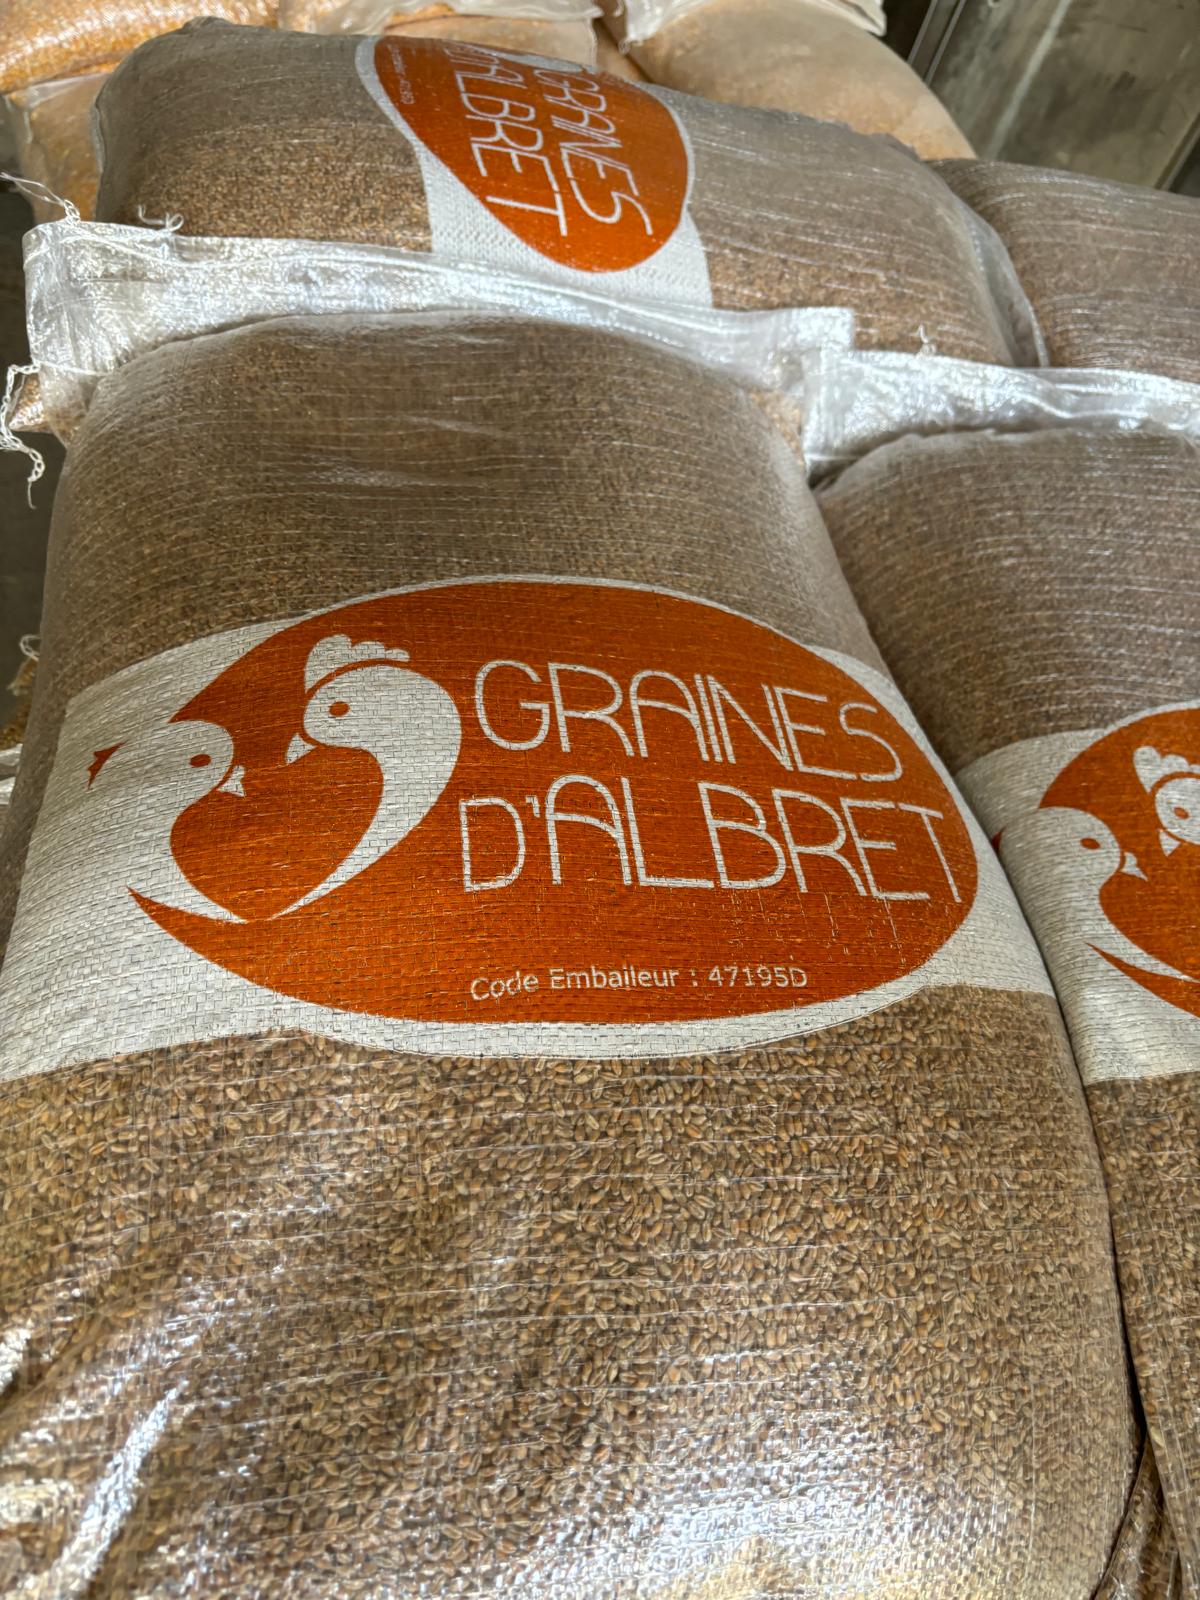 GRAINES
D'ALBRET
GRAINES
D'ALBRET
Code Emballeur : 47195D